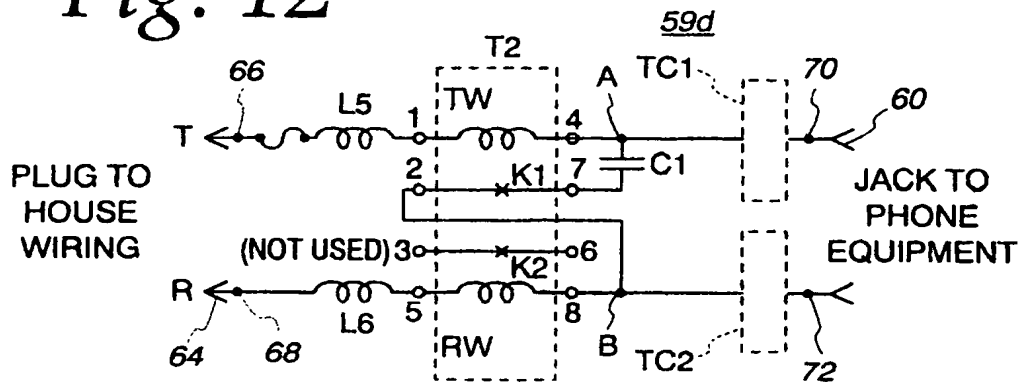 Fig. 12
59d
T2
TC1
70
60
66
A
L5
1
TW
4
T
C1
2
K1
7
PLUG TO
HOUSE
WIRING
JACK TO
PHONE
EQUIPMENT
(NOT USED) 3
6
K2
R
L6
5
8
B
64
68
RW
TC2
72